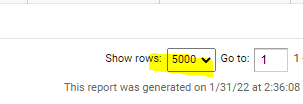 Show rows: 5000 Go to: 1 1
This report was generated on 1/31/22 at 2:36:08